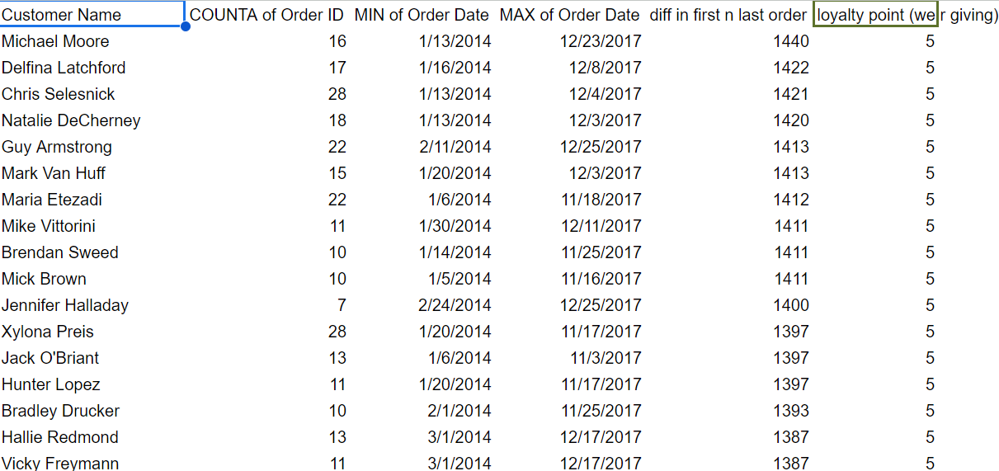 Customer Name COUNTA of Order ID MIN of Order Date MAX of Order Date diff in first n last order loyalty point (we r giving)
Michael Moore 16 1/13/2014 12/23/2017 1440 5
Delfina Latchford 17 1/16/2014 12/8/2017 1422 5
Chris Selesnick 28 1/13/2014 12/4/2017 1421 5
Natalie DeCherney 18 1/13/2014 12/3/2017 1420 5
Guy Armstrong 22 2/11/2014 12/25/2017 1413 5
Mark Van Huff 15 1/20/2014 12/3/2017 1413 5
Maria Etezadi 22 1/6/2014 11/18/2017 1412 5
Mike Vittorini 11 1/30/2014 12/11/2017 1411 5
Brendan Sweed 10 1/14/2014 11/25/2017 1411 5
Mick Brown 10 1/5/2014 11/16/2017 1411 5
Jennifer Halladay 7 2/24/2014 12/25/2017 1400 5
Xylona Preis 28 1/20/2014 11/17/2017 1397 5
Jack O'Briant 13 1/6/2014 11/3/2017 1397 5
Hunter Lopez 11 1/20/2014 11/17/2017 1397 5
Bradley Drucker 10 2/1/2014 11/25/2017 1393 5
Hallie Redmond 13 3/1/2014 12/17/2017 1387 5
Vicky Freymann 11 3/1/2014 12/17/2017 1387 5